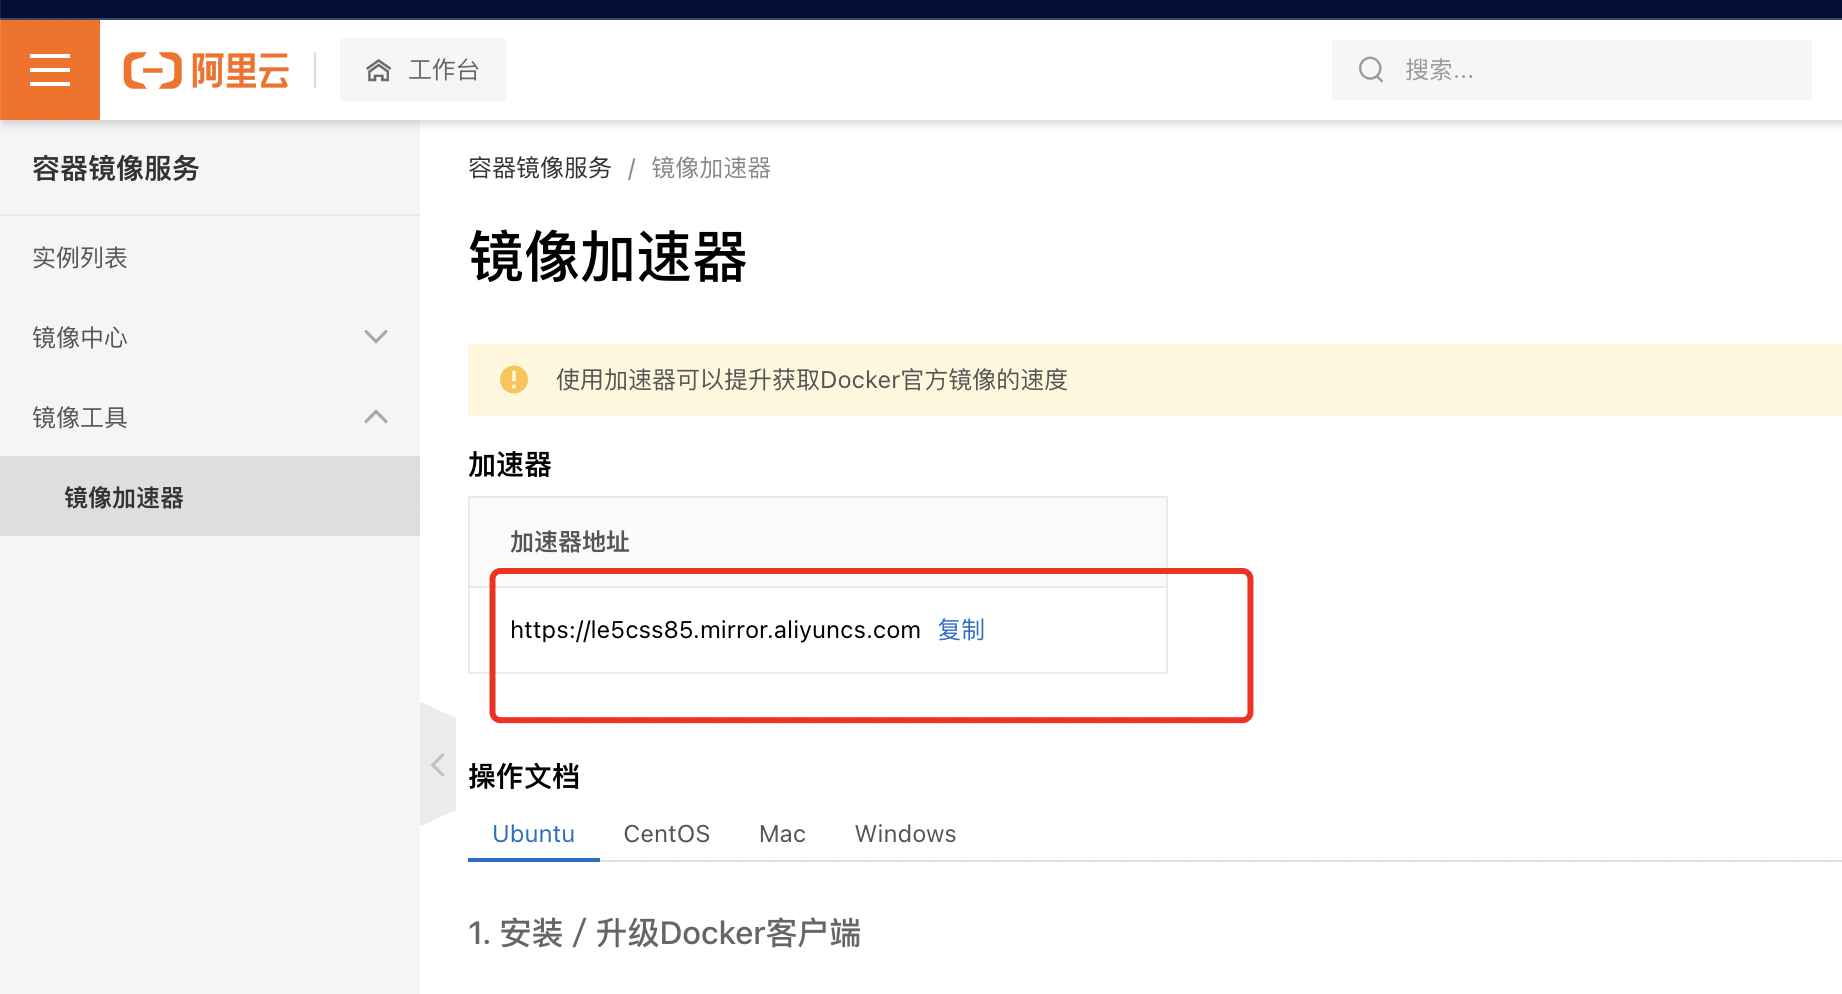 阿里云
工作台
搜索...
容器镜像服务
实例列表
镜像中心
镜像工具
镜像加速器
容器镜像服务 / 镜像加速器
镜像加速器
使用加速器可以提升获取Docker官方镜像的速度
加速器
加速器地址
https://le5css85.mirror.aliyuncs.com 复制
操作文档
Ubuntu CentOS Mac Windows
1. 安装 / 升级Docker客户端